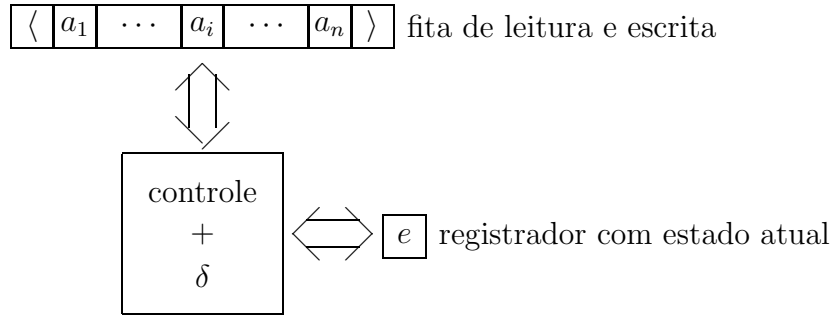 ⟨ a₁ ⋯ aᵢ ⋯ aₙ ⟩ fita de leitura e escrita
controle
+
δ
e registrador com estado atual